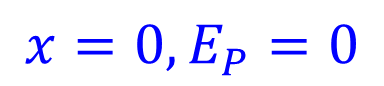 x = 0, E_P = 0